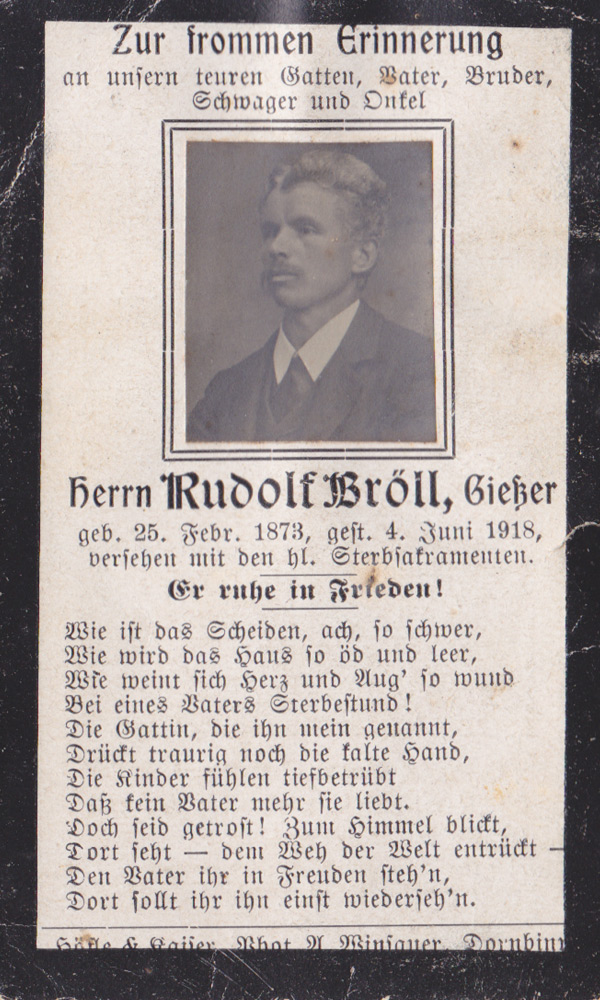 Zur frommen Erinnerung
an unsern teuren Gatten, Vater, Bruder,
Schwager und Onkel
Herrn Rudolf Bröll, Gießer
geb. 25. Febr. 1873, gest. 4. Juni 1918,
versehen mit den hl. Sterbsakramenten.
Er ruhe in Frieden!
Wie ist das Scheiden, ach, so schwer,
Wie wird das Haus so öd und leer,
Wie weint sich Herz und Aug' so wund
Bei eines Vaters Sterbestund!
Die Gattin, die ihn mein genannt,
Drückt traurig noch die kalte Hand,
Die Kinder fühlen tiefbetrübt
Daß kein Vater mehr sie liebt.
Doch seid getrost! Zum Himmel blickt,
Dort seht — dem Weh der Welt entrückt —
Den Vater ihr in Freuden steh'n,
Dort sollt ihr ihn einst wiederseh'n.
& Kaiser, Phot. A. Winsauer, Dornbirn